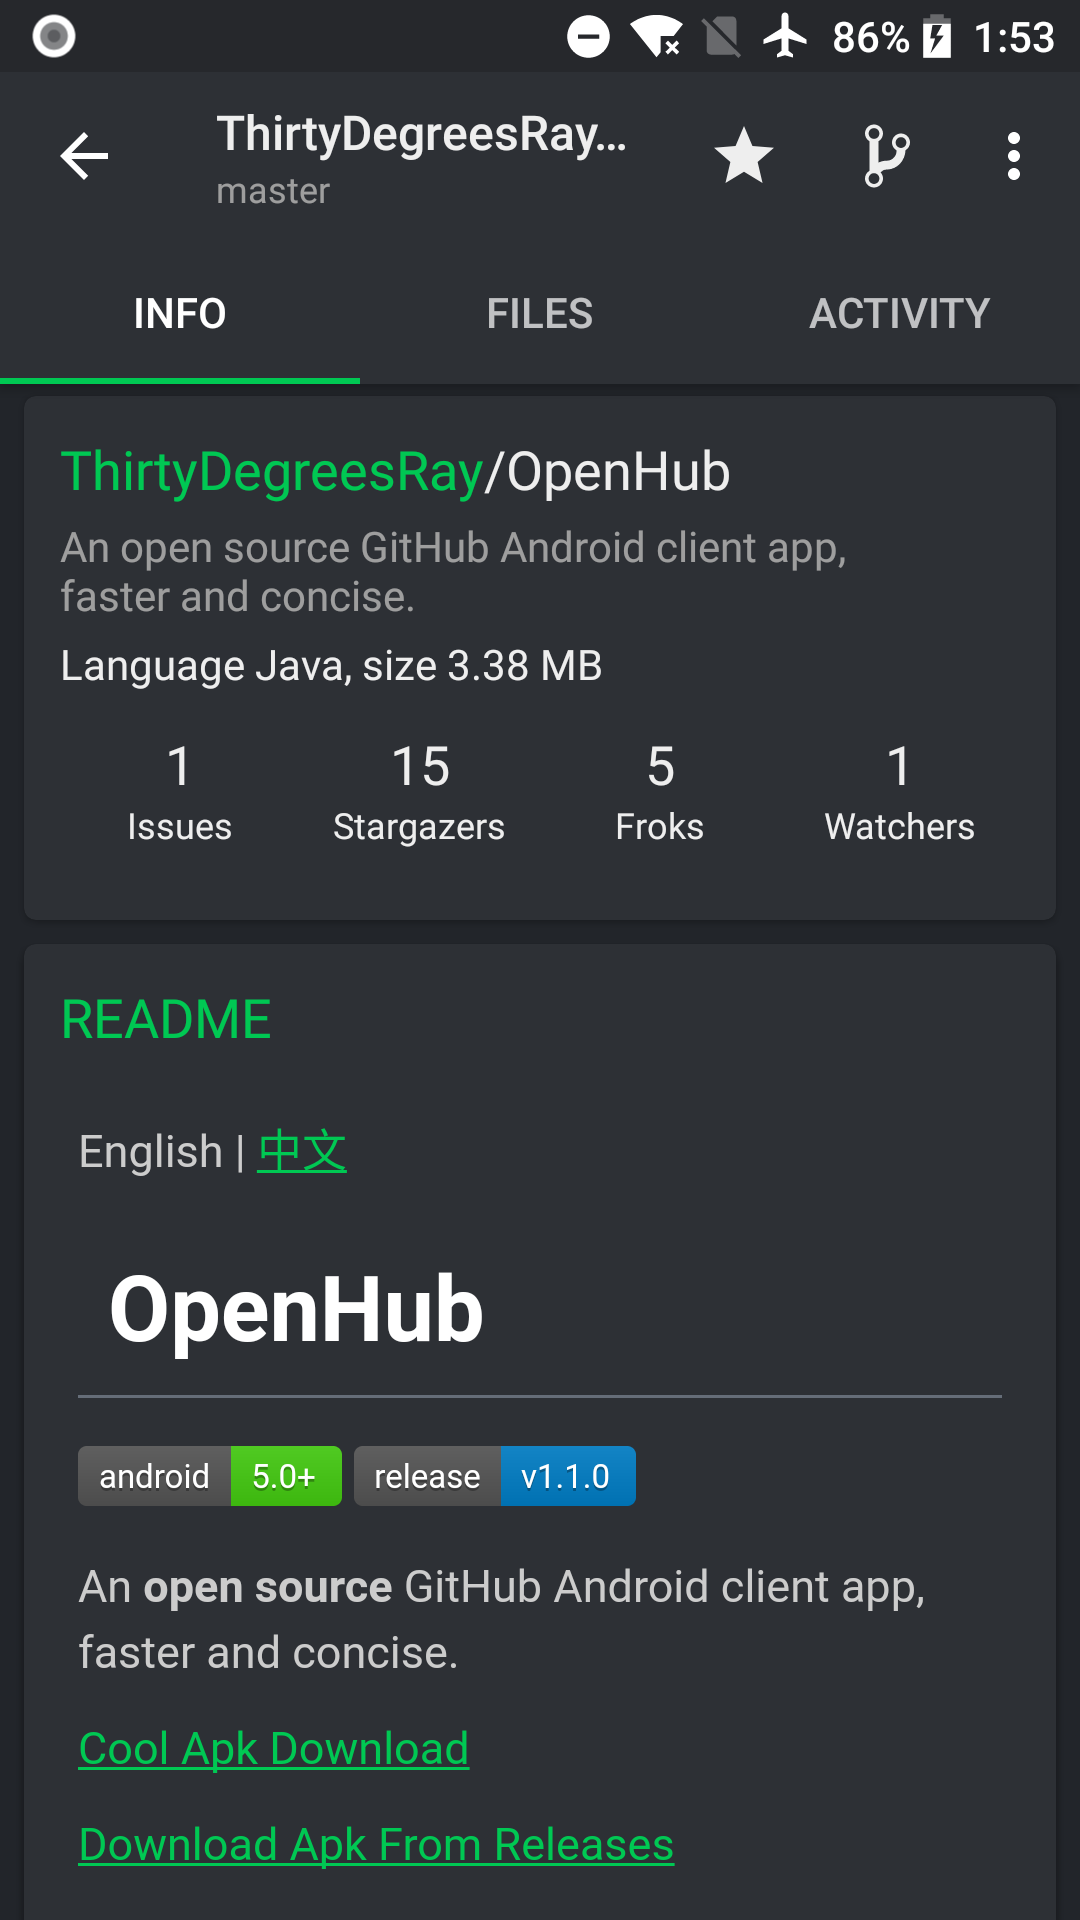 86% 1:53
ThirtyDegreesRay...
master
INFO FILES ACTIVITY
ThirtyDegreesRay/OpenHub
An open source GitHub Android client app,
faster and concise.
Language Java, size 3.38 MB
1 15 5 1
Issues Stargazers Froks Watchers
README
English | 中文
OpenHub
android 5.0+ release v1.1.0
An open source GitHub Android client app,
faster and concise.
Cool Apk Download
Download Apk From Releases